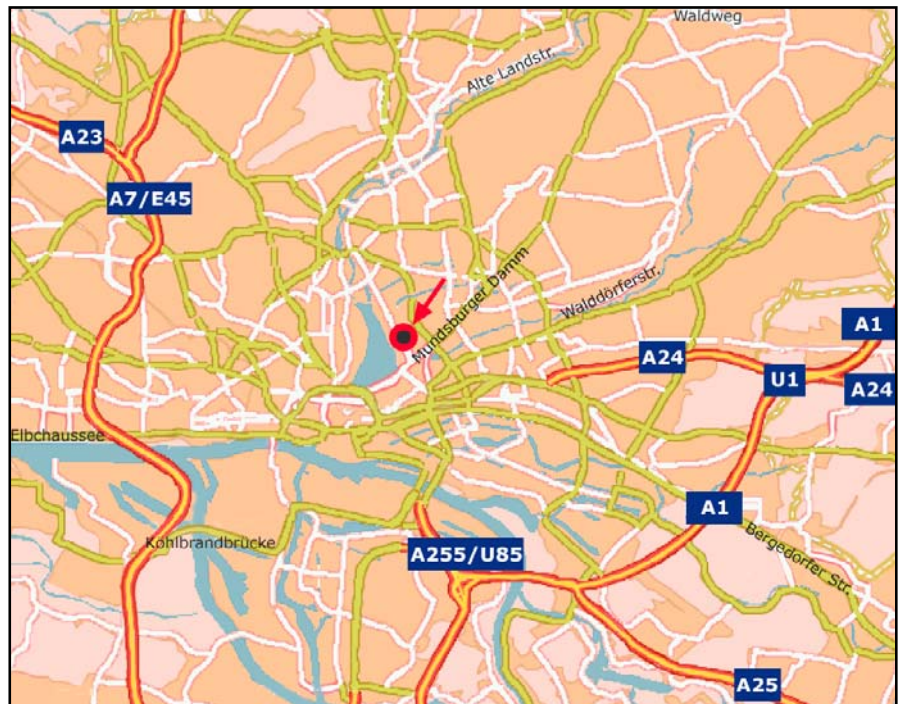 Waldweg
Alte Landstr.
A23
A7/E45
Mundsburger Damm
Walddörferstr.
A1
A24
U1
A24
Elbchaussee
A1
Kohlbrandbrücke
A255/U85
Bergedorfer Str.
A25